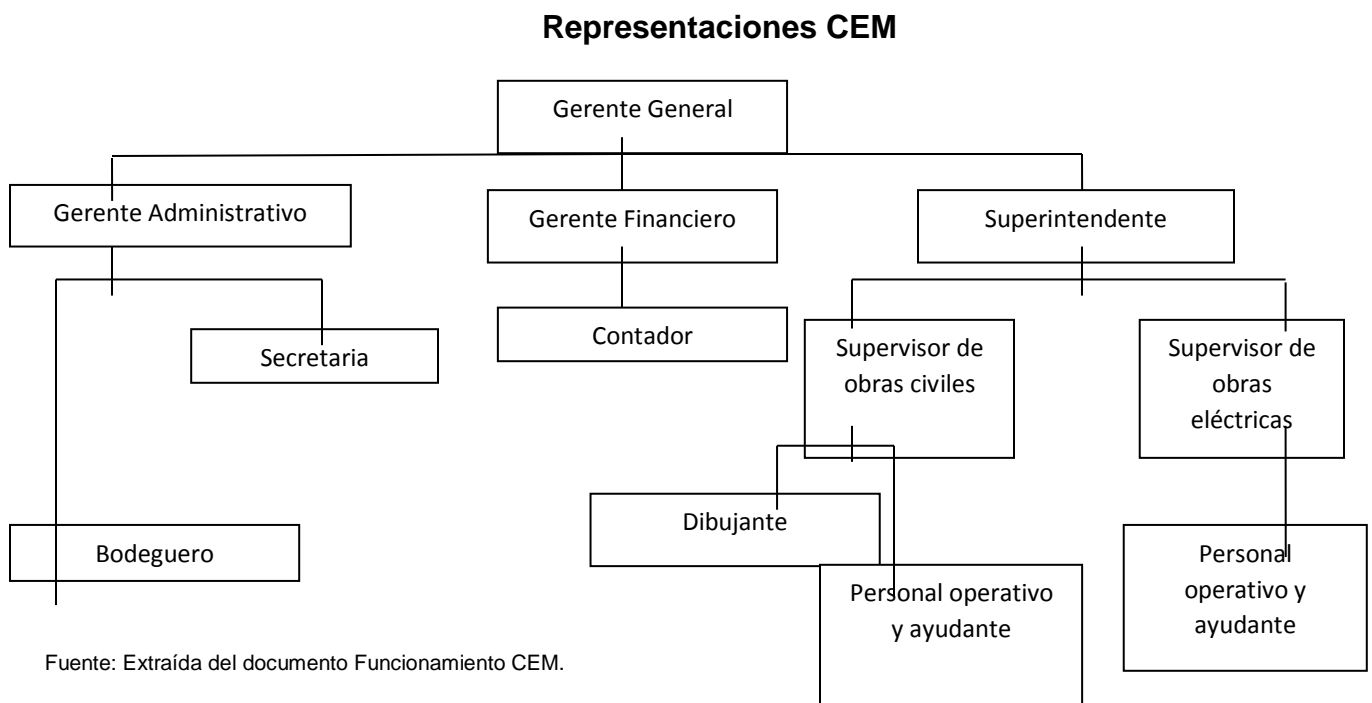 Representaciones CEM
Gerente General
Gerente Administrativo
Gerente Financiero
Superintendente
Secretaria
Contador
Supervisor de
obras civiles
Supervisor de
obras
eléctricas
Bodeguero
Dibujante
Personal operativo
y ayudante
Personal
operativo y
ayudante
Fuente: Extraída del documento Funcionamiento CEM.